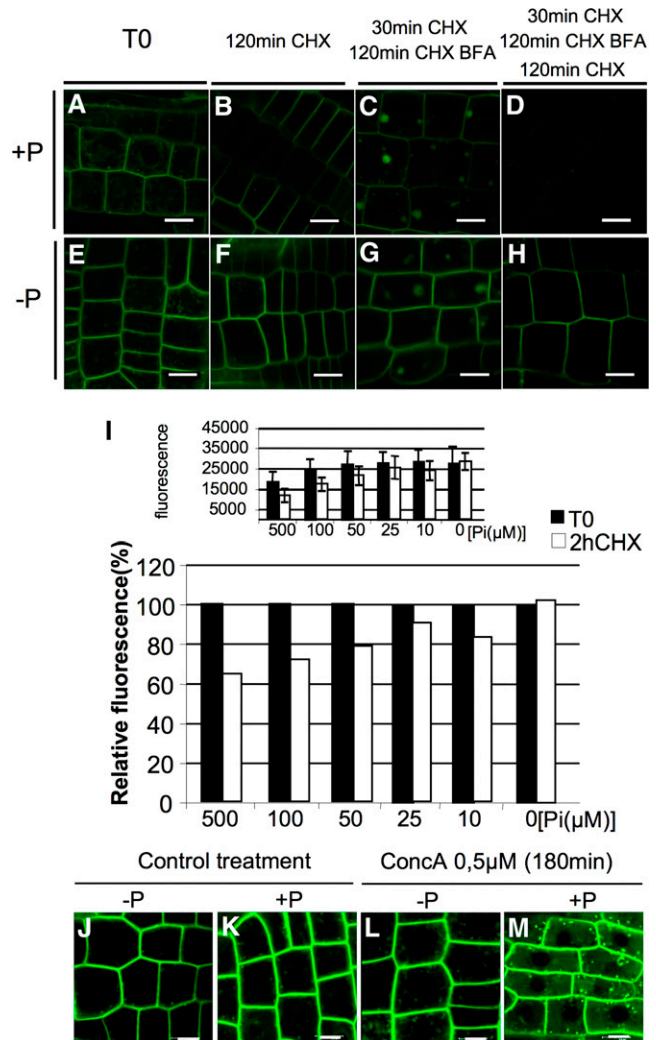 T0
120min CHX
30min CHX
120min CHX BFA
30min CHX
120min CHX BFA
120min CHX
+P
A
B
C
D
-P
E
F
G
H
I
fluorescence
45000
35000
25000
15000
5000
500 100 50 25 10 0 [Pi(µM)]
T0
2hCHX
Relative fluorescence(%)
120
100
80
60
40
20
0
500 100 50 25 10 0[Pi(µM)]
Control treatment
ConcA 0,5µM (180min)
-P
+P
-P
+P
J
K
L
M